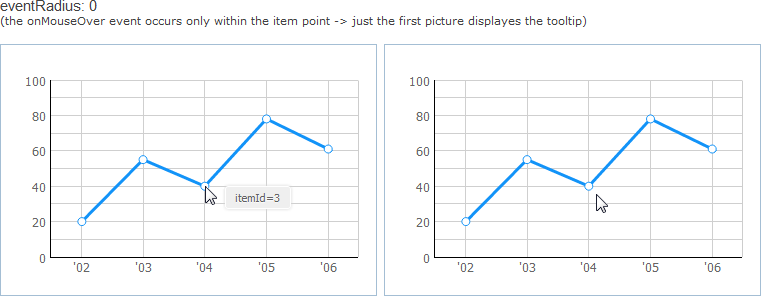 eventRadius: 0
(the onMouseOver event occurs only within the item point -> just the first picture displayes the tooltip)
100
80
60
40
20
0
'02 '03 '04 '05 '06
itemId=3
100
80
60
40
20
0
'02 '03 '04 '05 '06